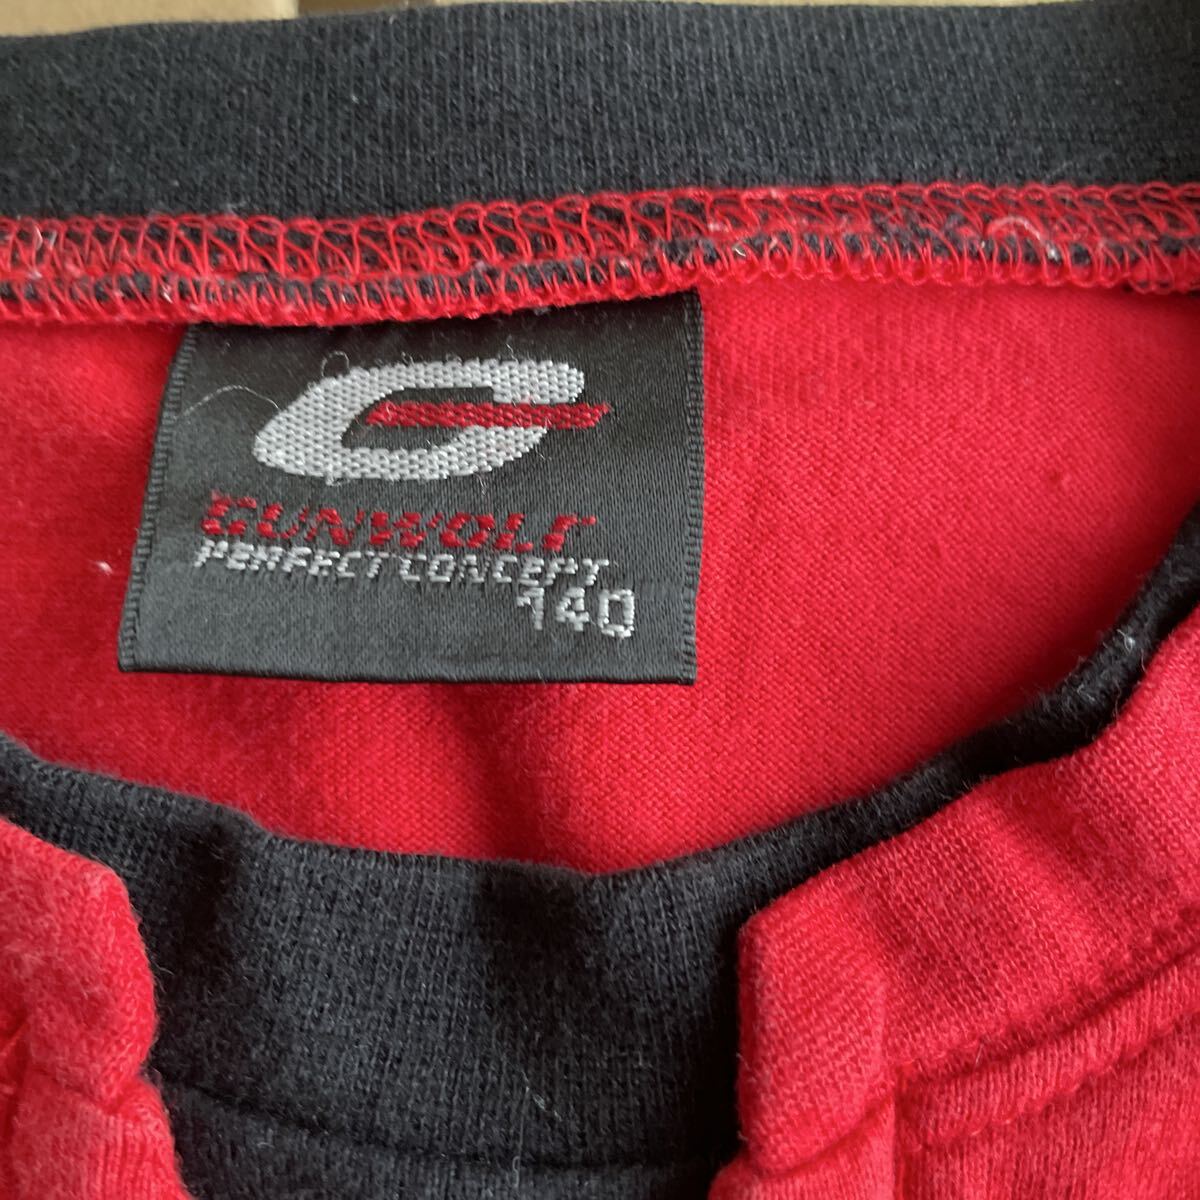 G
GUNWOLF
PERFECT CONCEPT
140